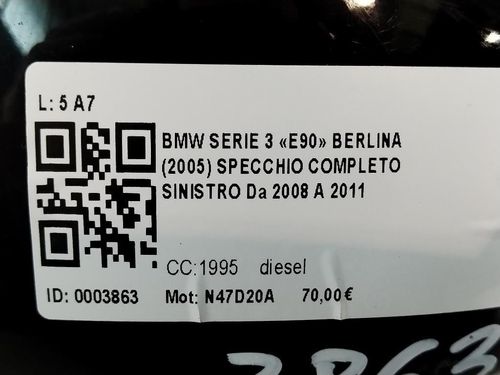 L: 5 A7
BMW SERIE 3 «E90» BERLINA
(2005) SPECCHIO COMPLETO
SINISTRO Da 2008 A 2011
CC:1995 diesel
ID: 0003863 Mot: N47D20A 70,00€